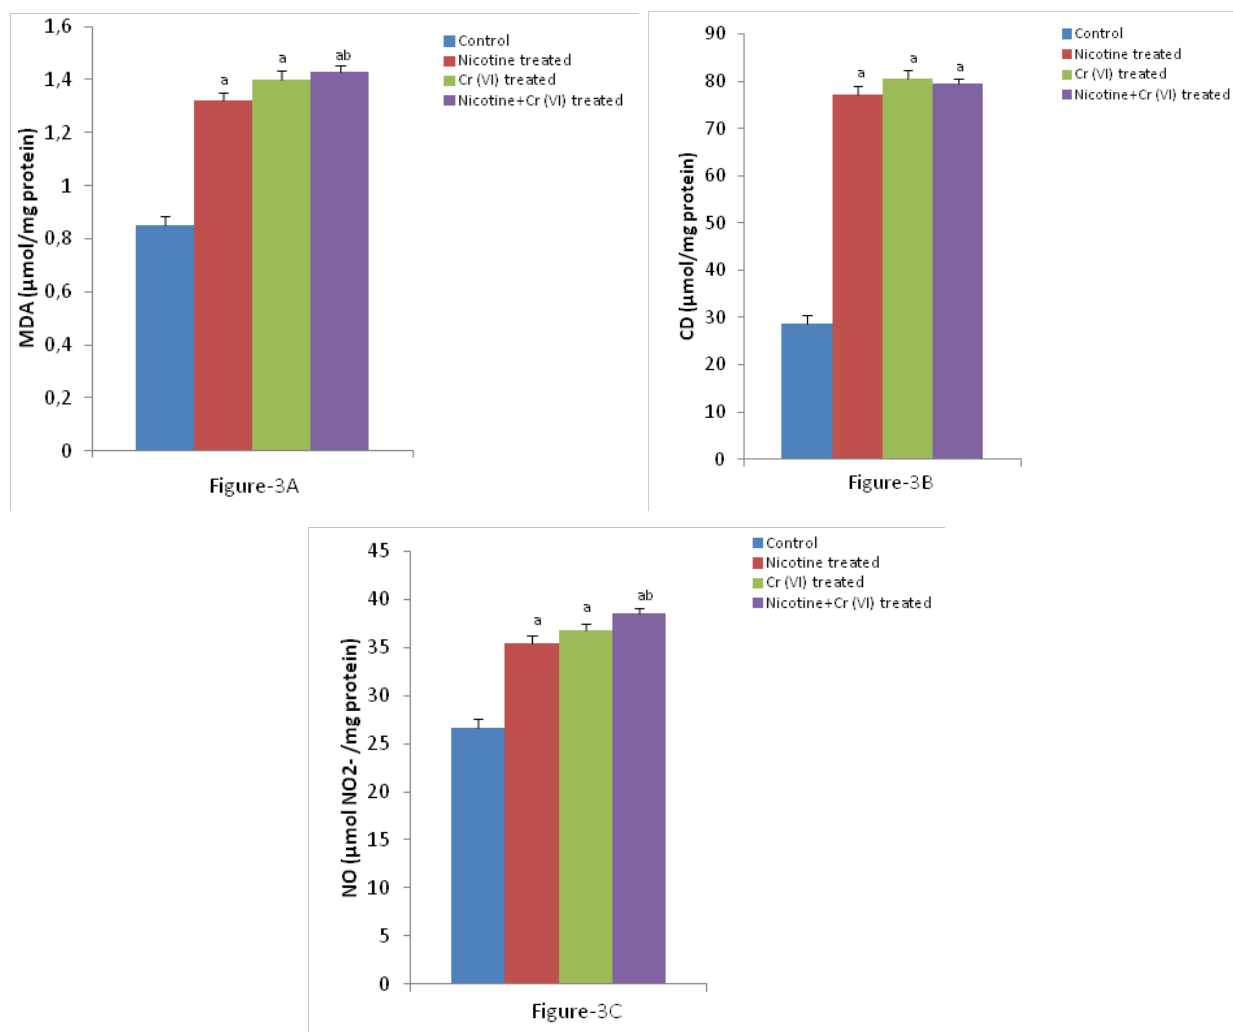 MDA (µmol/mg protein)
1,6
1,4
1,2
1
0,8
0,6
0,4
0,2
0
a
a
ab
Control
Nicotine treated
Cr (VI) treated
Nicotine+Cr (VI) treated
Figure-3A
CD (µmol/mg protein)
90
80
70
60
50
40
30
20
10
0
a
a
a
Control
Nicotine treated
Cr (VI) treated
Nicotine+Cr (VI) treated
Figure-3B
NO (µmol NO2- /mg protein)
45
40
35
30
25
20
15
10
5
0
a
a
ab
Control
Nicotine treated
Cr (VI) treated
Nicotine+Cr (VI) treated
Figure-3C